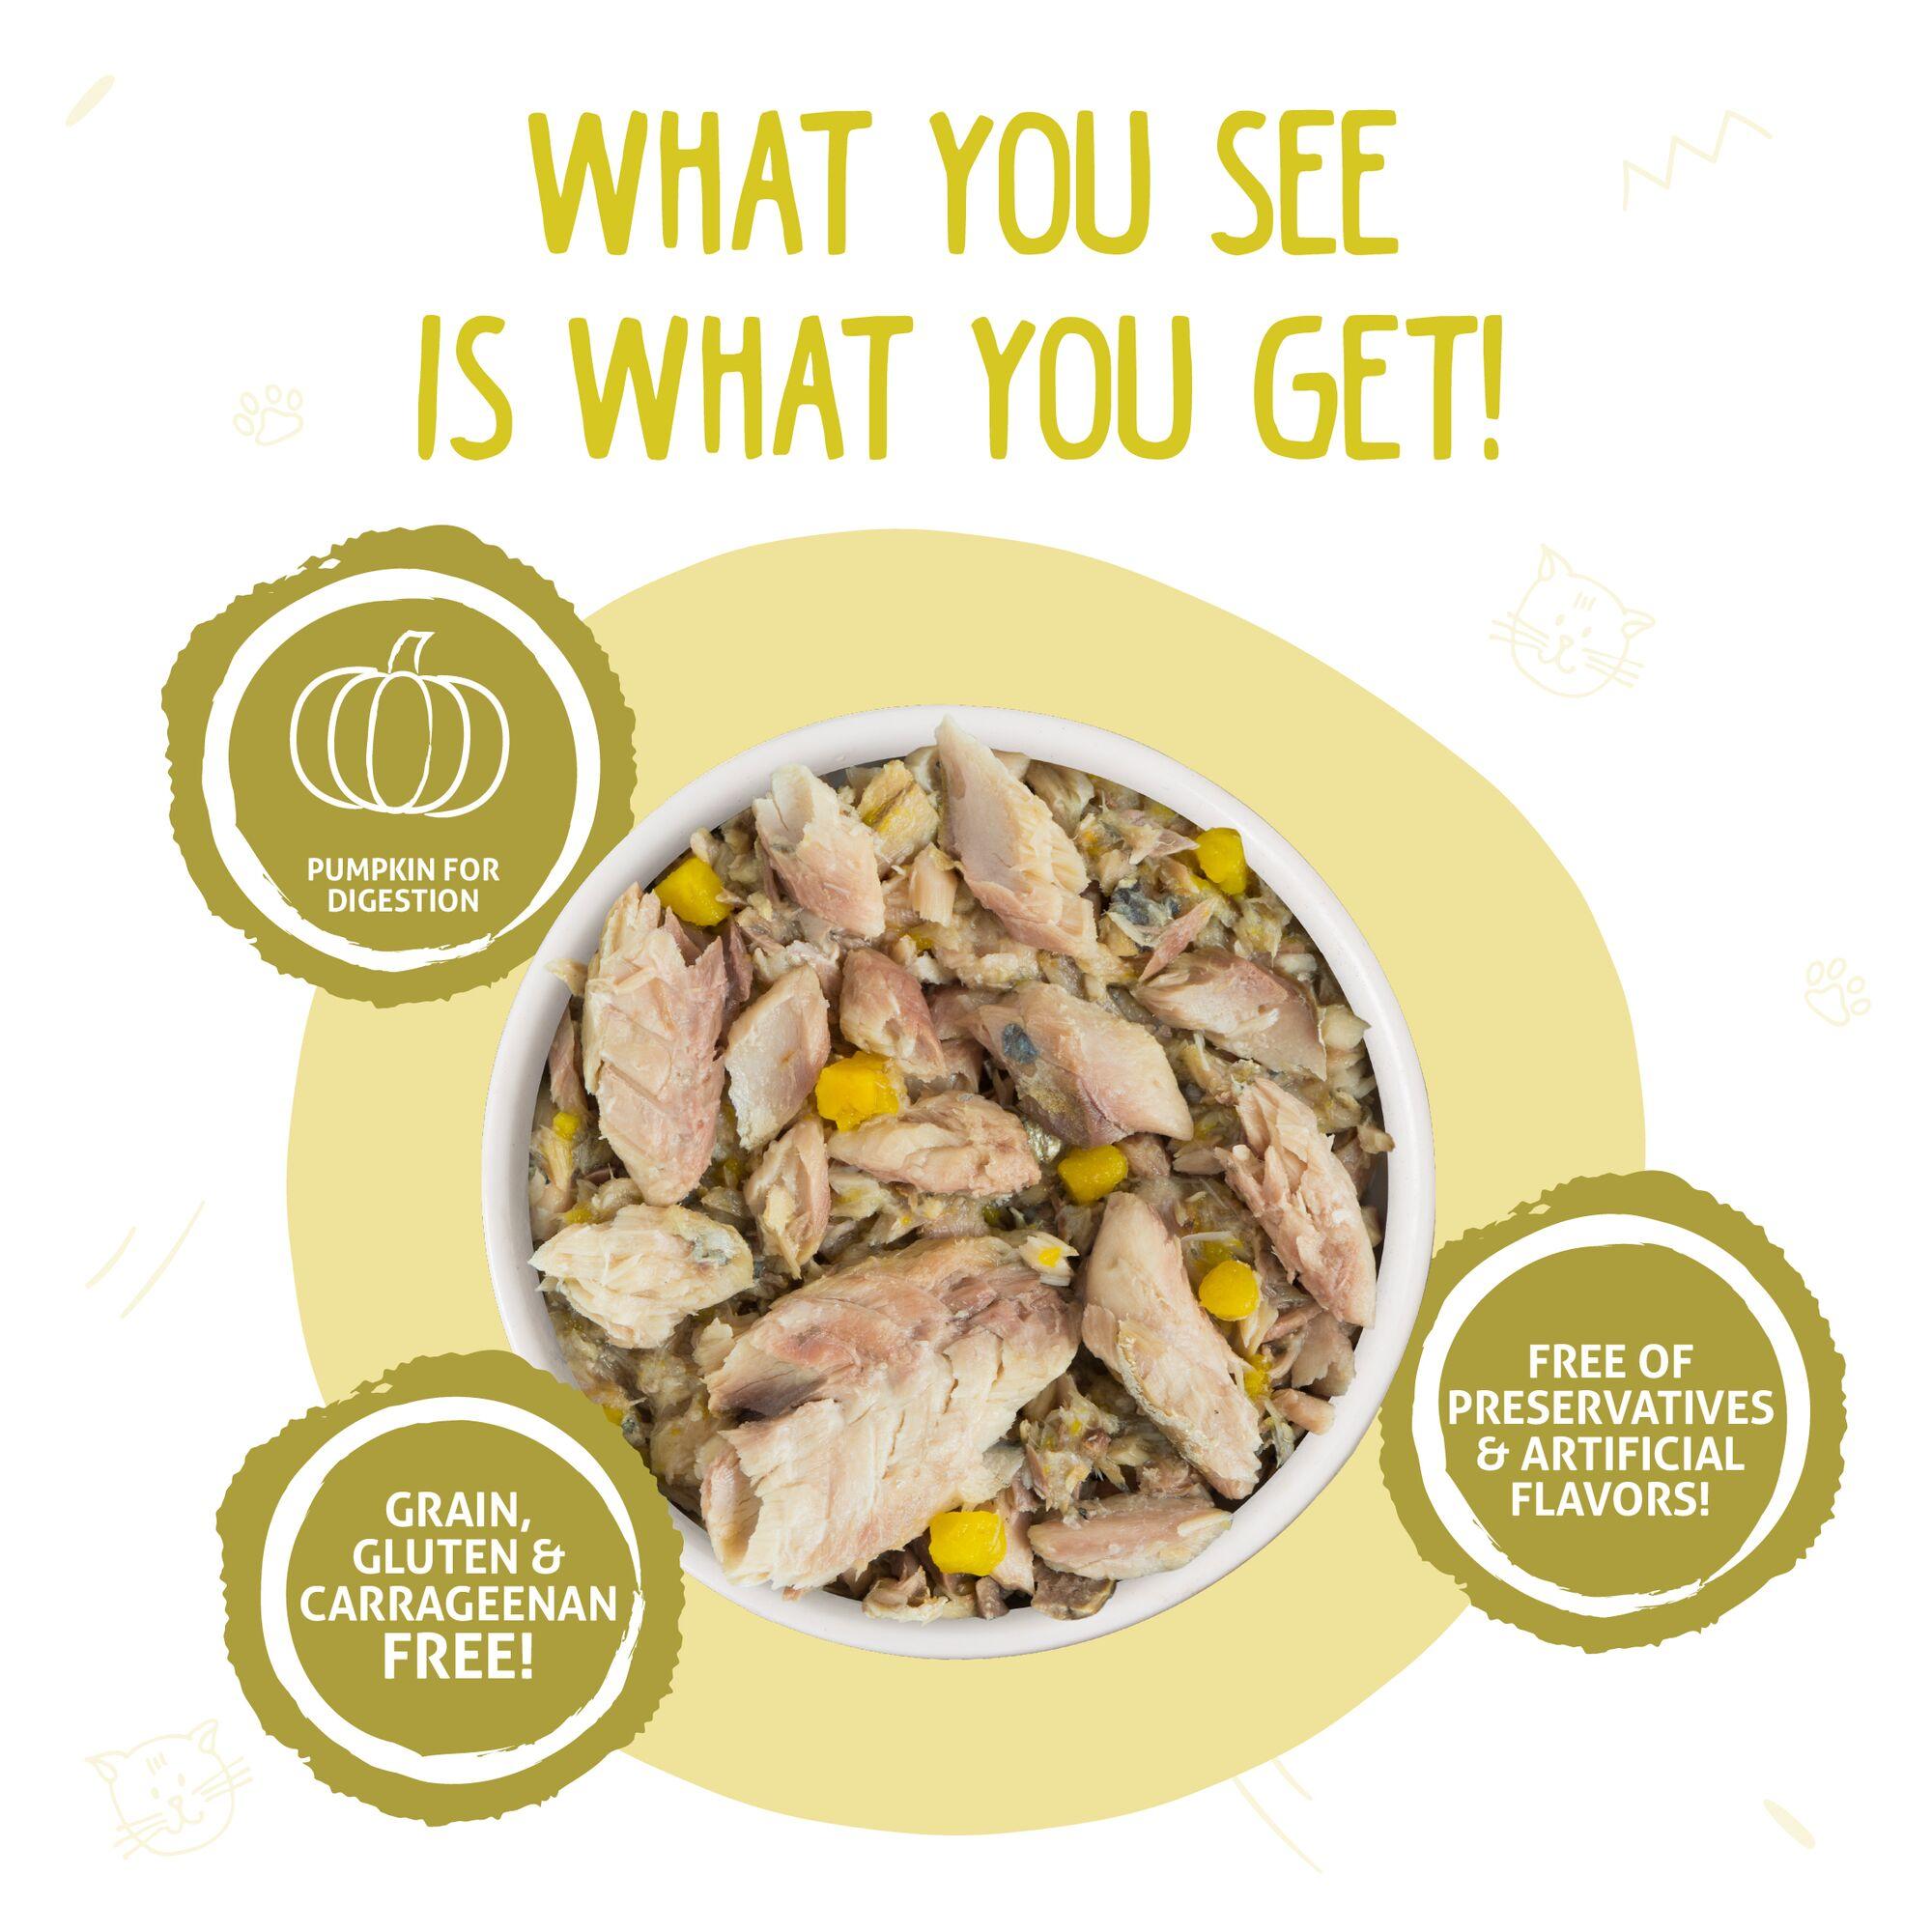 WHAT YOU SEE
IS WHAT YOU GET!
PUMPKIN FOR
DIGESTION
GRAIN,
GLUTEN &
CARRAGEENAN
FREE!
FREE OF
PRESERVATIVES
& ARTIFICIAL
FLAVORS!